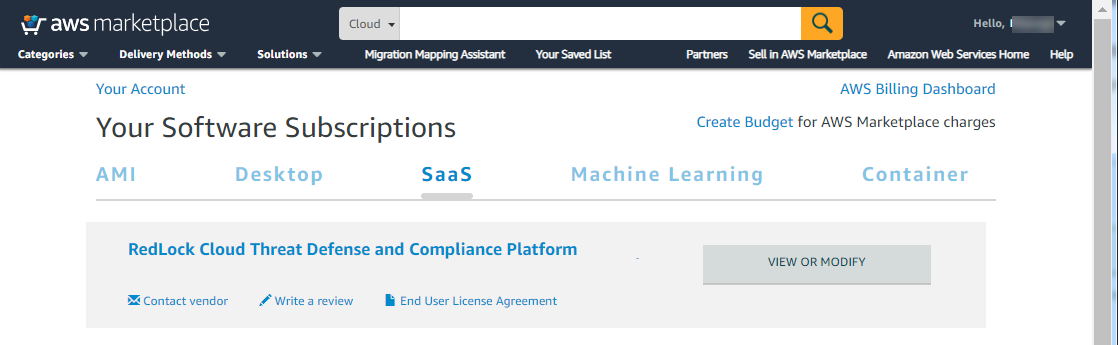 aws marketplace
Cloud
Hello,
Categories Delivery Methods Solutions Migration Mapping Assistant Your Saved List Partners Sell in AWS Marketplace Amazon Web Services Home Help
Your Account AWS Billing Dashboard
Your Software Subscriptions
Create Budget for AWS Marketplace charges
AMI Desktop SaaS Machine Learning Container
RedLock Cloud Threat Defense and Compliance Platform
VIEW OR MODIFY
Contact vendor Write a review End User License Agreement